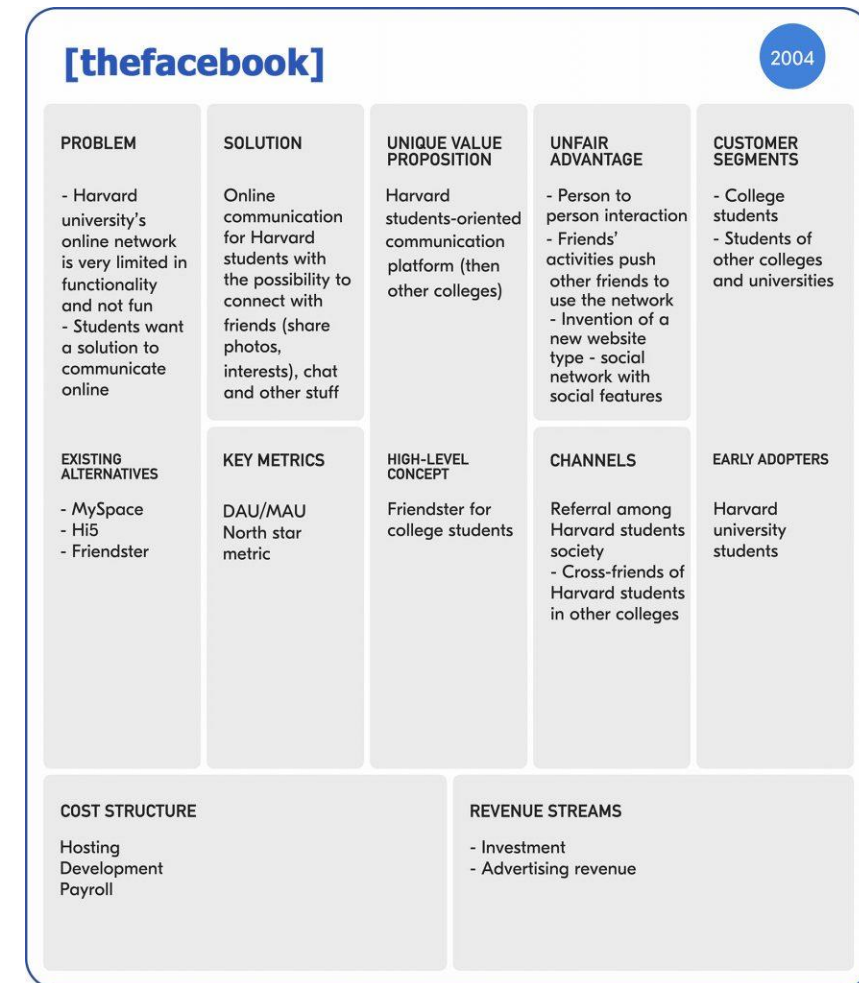 [thefacebook]
2004
PROBLEM
- Harvard
university's
online network
is very limited in
functionality
and not fun
- Students want
a solution to
communicate
online
EXISTING
ALTERNATIVES
- MySpace
- Hi5
- Friendster
SOLUTION
Online
communication
for Harvard
students with
the possibility to
connect with
friends (share
photos,
interests), chat
and other stuff
KEY METRICS
DAU/MAU
North star
metric
UNIQUE VALUE
PROPOSITION
Harvard
students-oriented
communication
platform (then
other colleges)
HIGH-LEVEL
CONCEPT
Friendster for
college students
UNFAIR
ADVANTAGE
- Person to
person interaction
- Friends'
activities push
other friends to
use the network
- Invention of a
new website
type - social
network with
social features
CHANNELS
Referral among
Harvard students
society
- Cross-friends of
Harvard students
in other colleges
CUSTOMER
SEGMENTS
- College
students
- Students of
other colleges
and universities
EARLY ADOPTERS
Harvard
university
students
COST STRUCTURE
Hosting
Development
Payroll
REVENUE STREAMS
- Investment
- Advertising revenue